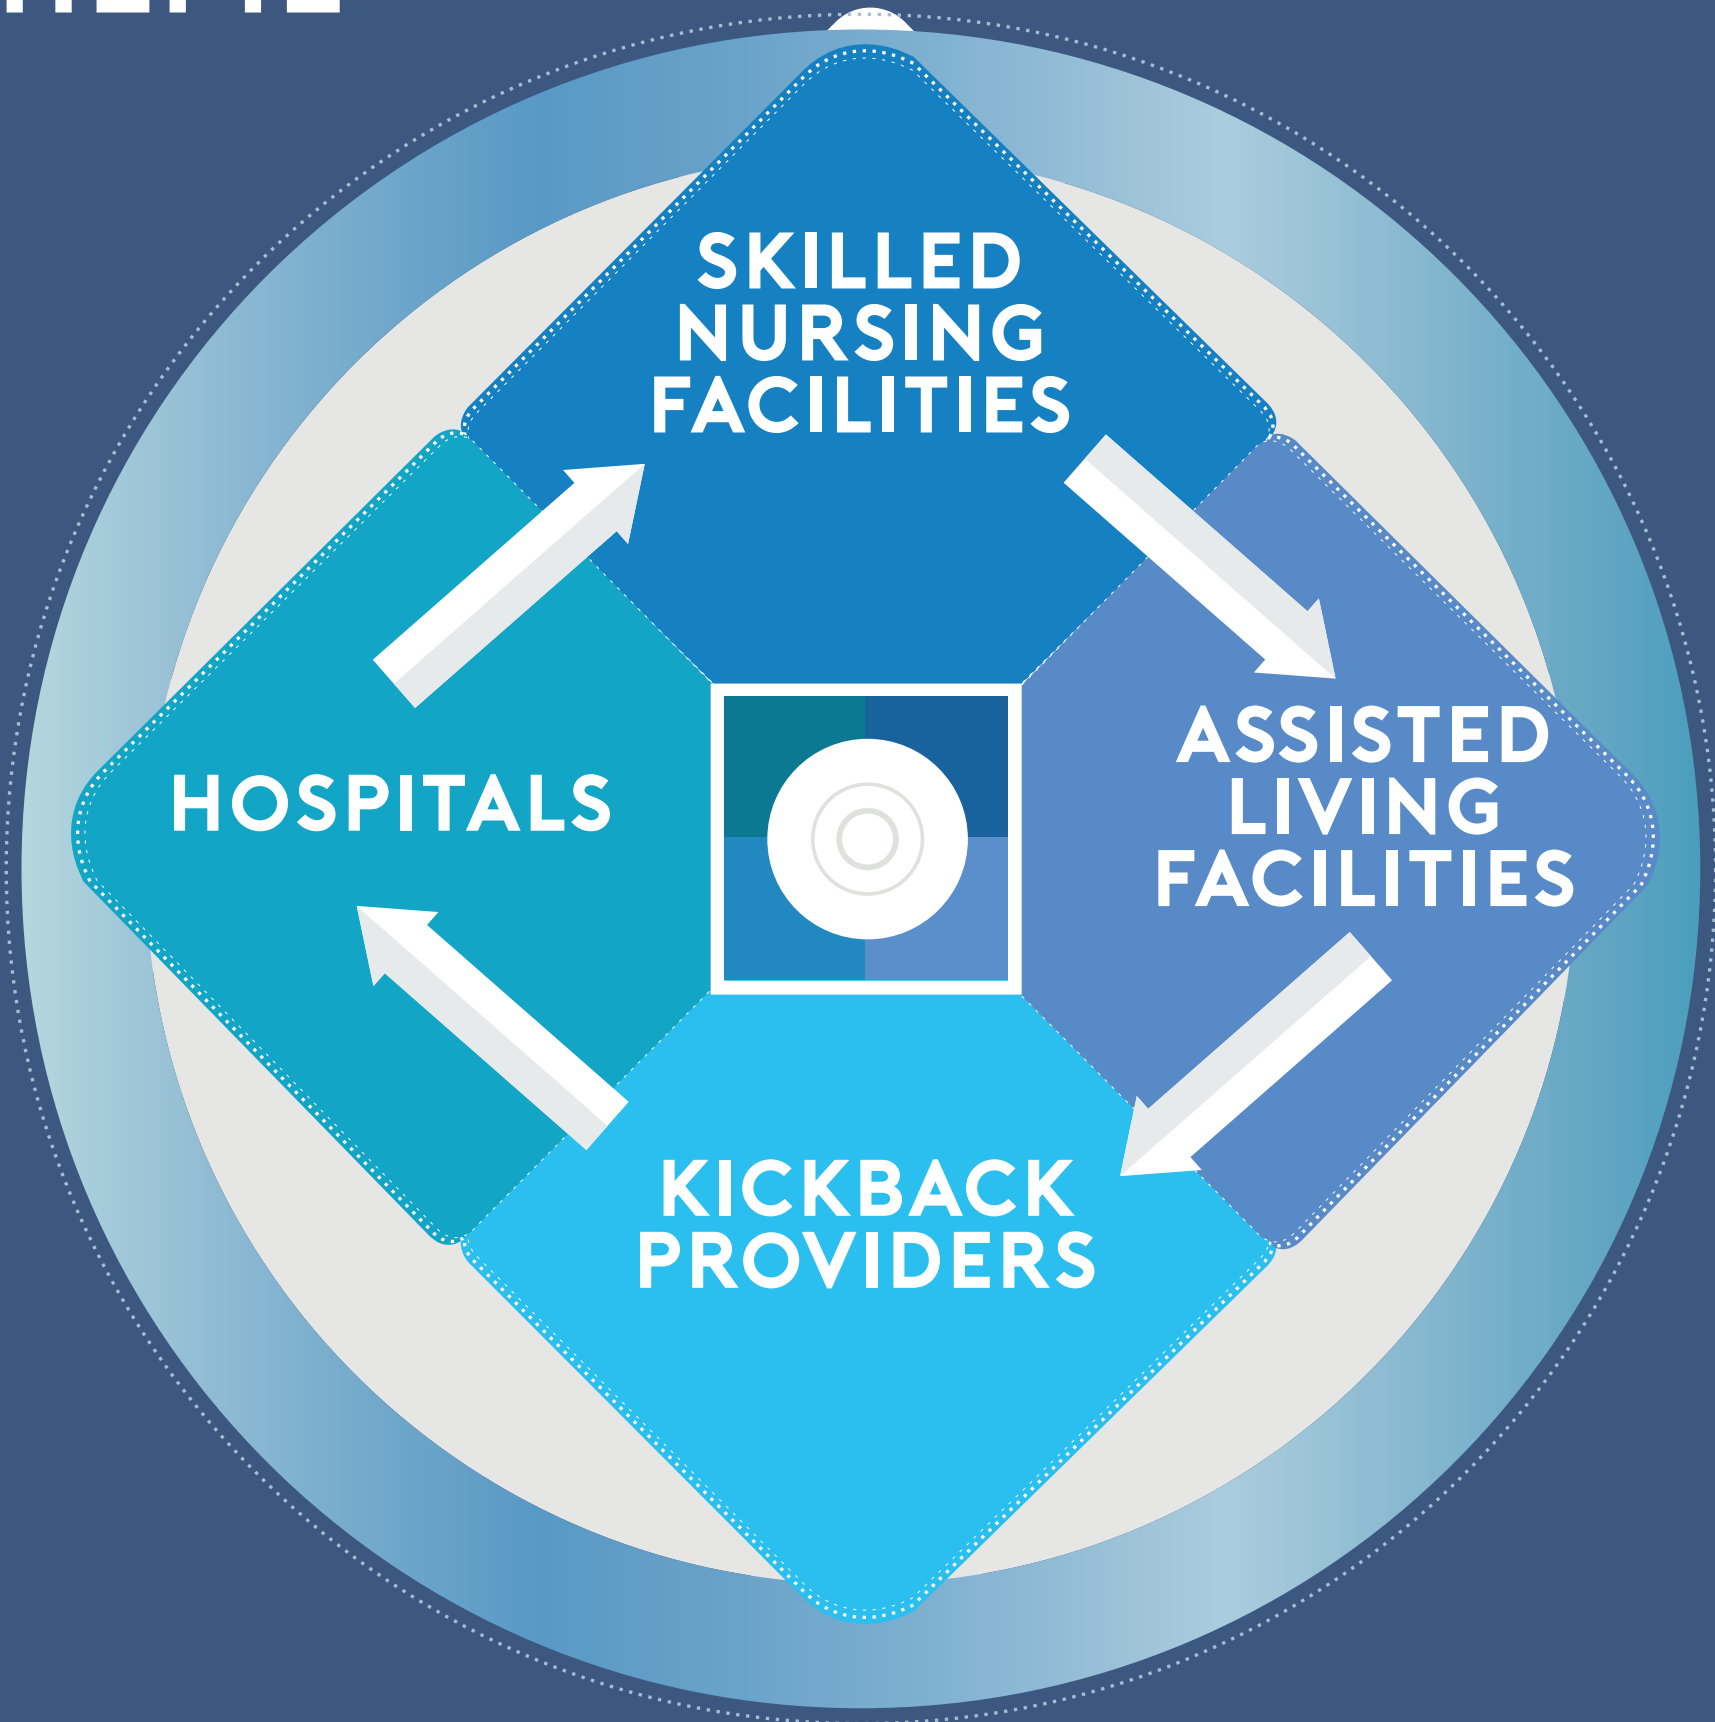 SKILLED
NURSING
FACILITIES
HOSPITALS
ASSISTED
LIVING
FACILITIES
KICKBACK
PROVIDERS